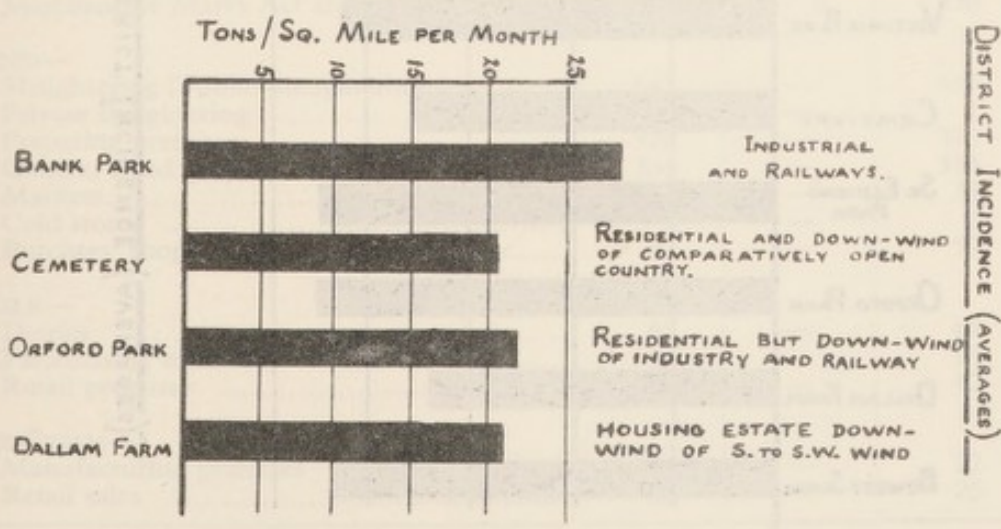 TONS/SQ. MILE PER MONTH
5 10 15 20 25
BANK PARK
INDUSTRIAL
AND RAILWAYS.
CEMETERY
RESIDENTIAL AND DOWN-WIND
OF COMPARATIVELY OPEN
COUNTRY.
ORFORD PARK
RESIDENTIAL BUT DOWN-WIND
OF INDUSTRY AND RAILWAY
DALLAM FARM
HOUSING ESTATE DOWN-
WIND OF S. TO S.W. WIND
DISTRICT INCIDENCE (AVERAGES)